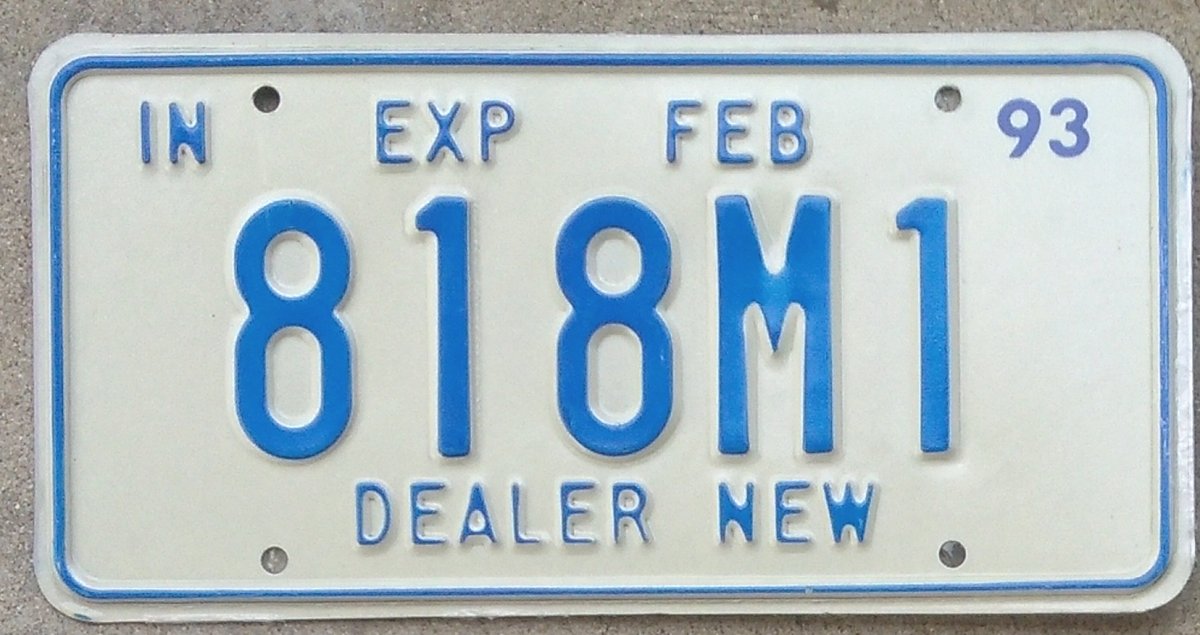 IN EXP FEB 93
818M1
DEALER NEW